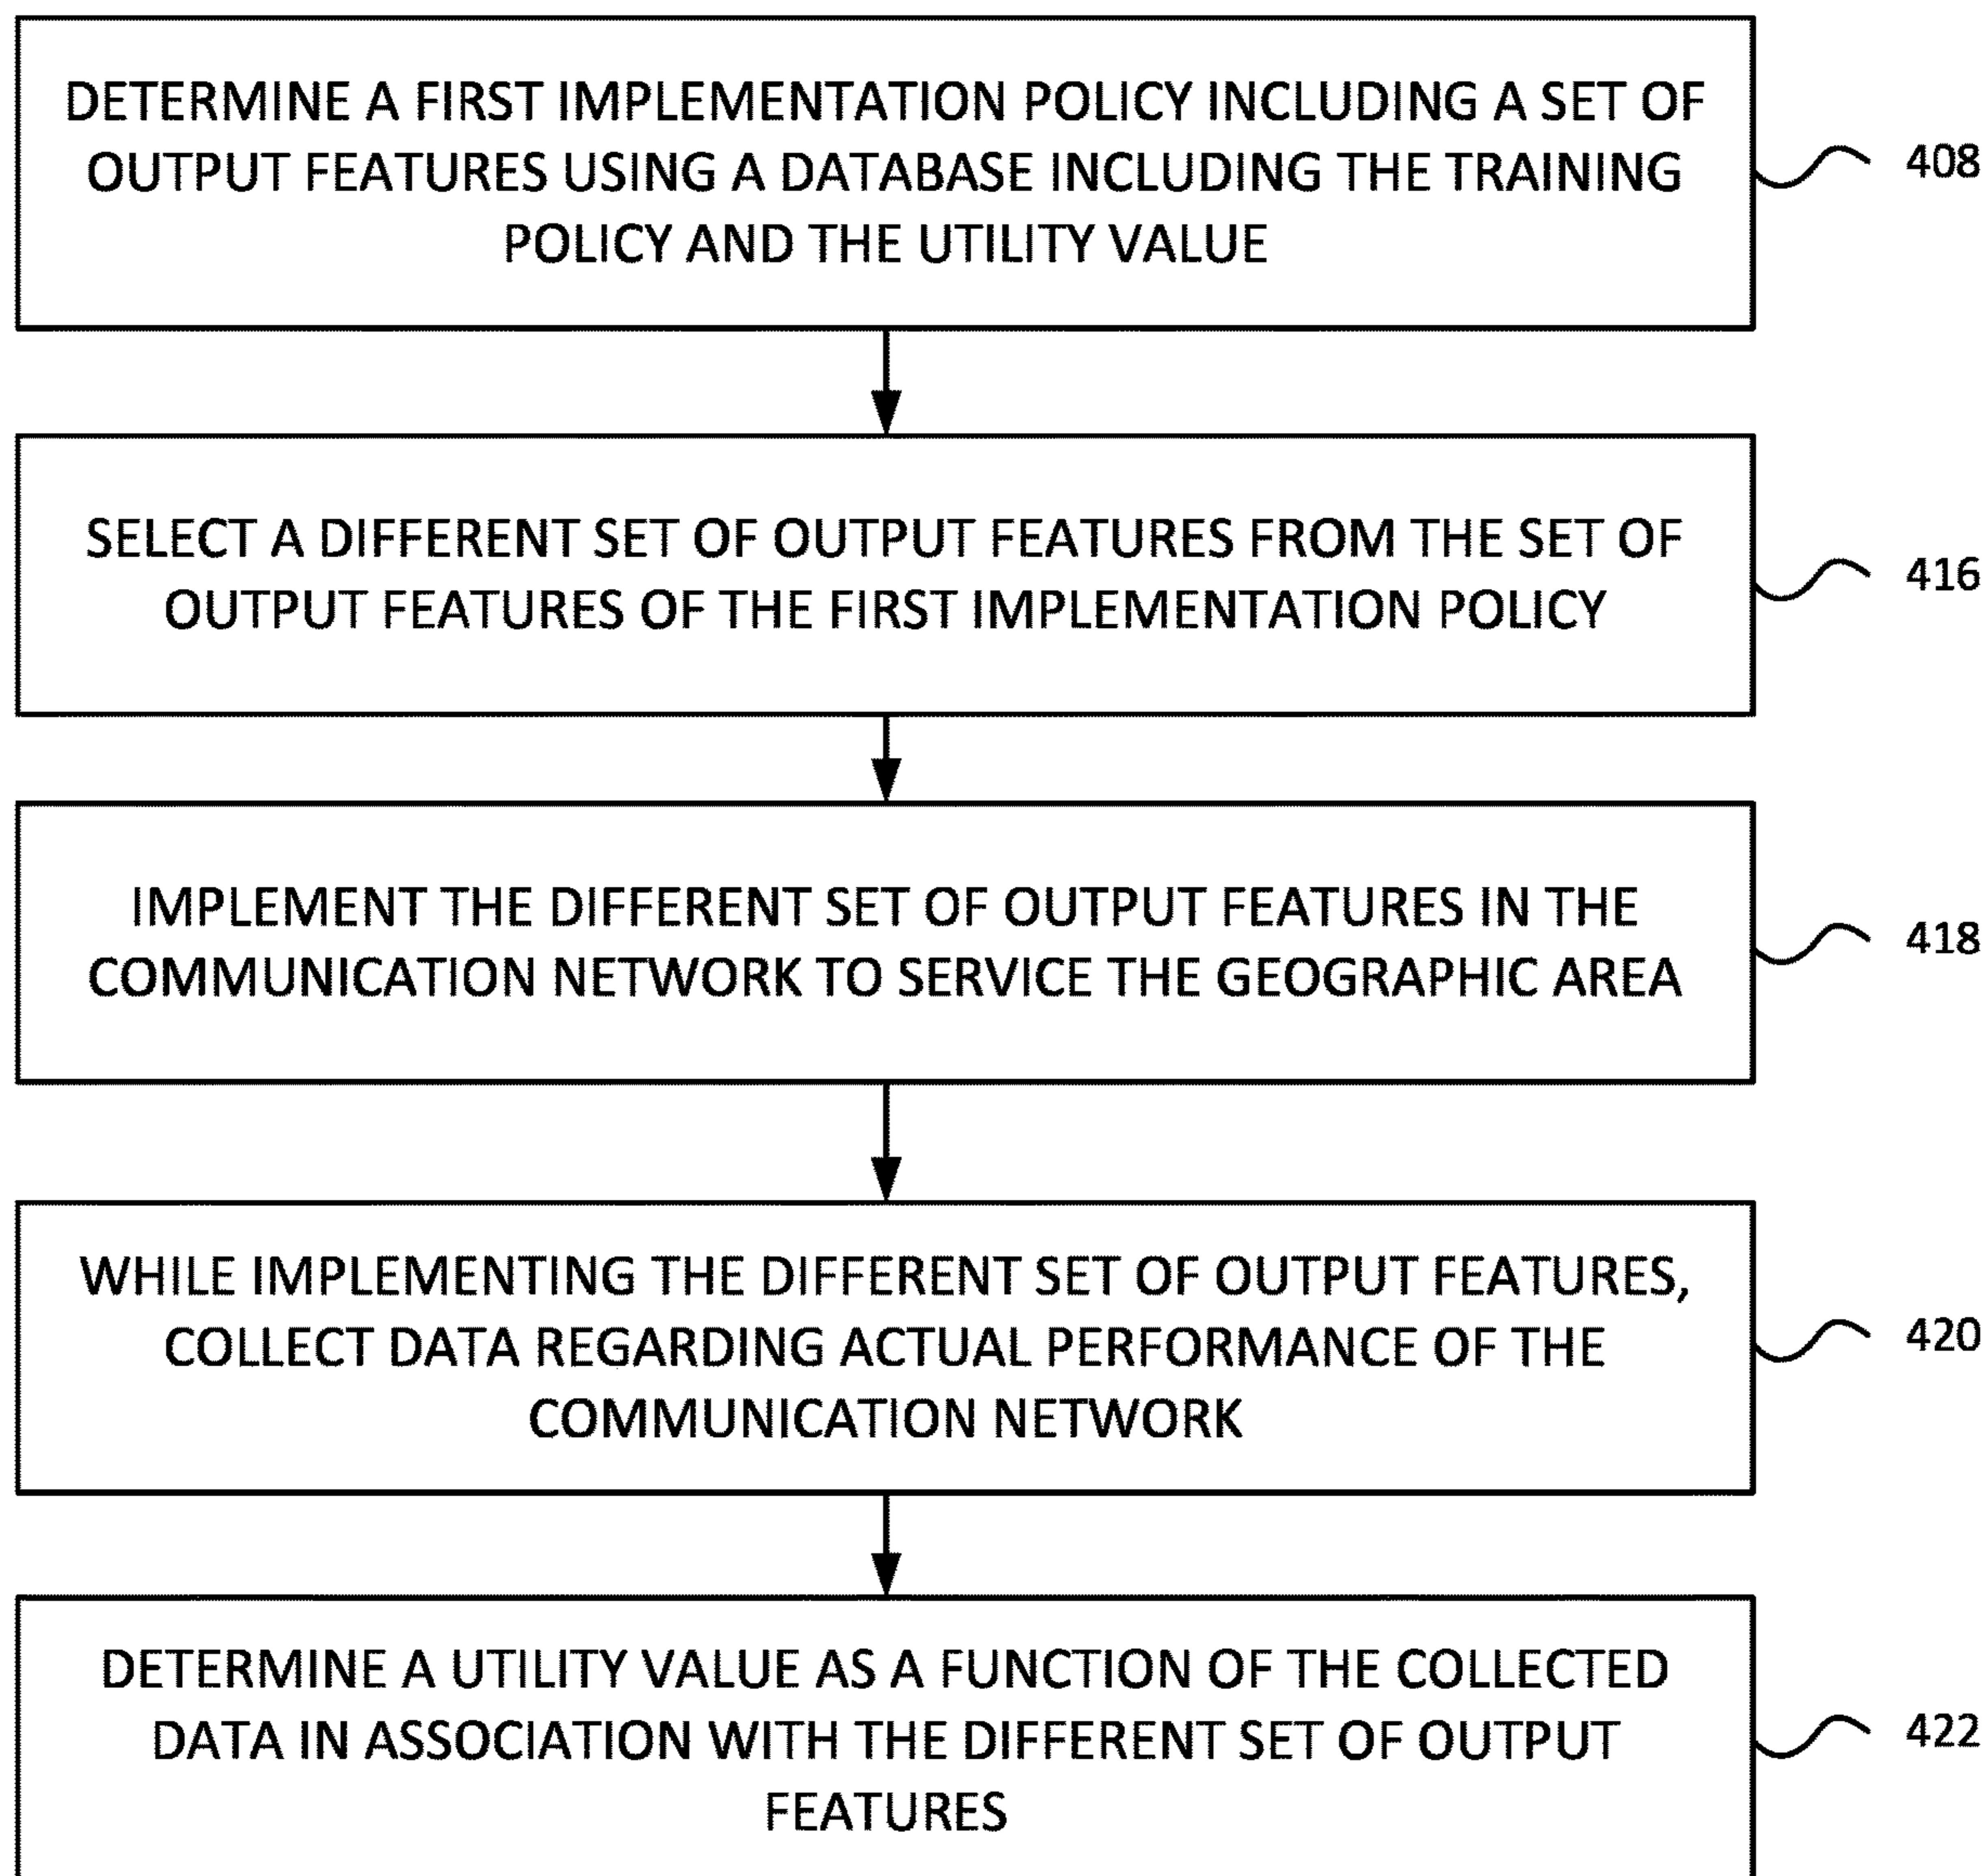 DETERMINE A FIRST IMPLEMENTATION POLICY INCLUDING A SET OF
OUTPUT FEATURES USING A DATABASE INCLUDING THE TRAINING
POLICY AND THE UTILITY VALUE
408
SELECT A DIFFERENT SET OF OUTPUT FEATURES FROM THE SET OF
OUTPUT FEATURES OF THE FIRST IMPLEMENTATION POLICY
416
IMPLEMENT THE DIFFERENT SET OF OUTPUT FEATURES IN THE
COMMUNICATION NETWORK TO SERVICE THE GEOGRAPHIC AREA
418
WHILE IMPLEMENTING THE DIFFERENT SET OF OUTPUT FEATURES,
COLLECT DATA REGARDING ACTUAL PERFORMANCE OF THE
COMMUNICATION NETWORK
420
DETERMINE A UTILITY VALUE AS A FUNCTION OF THE COLLECTED
DATA IN ASSOCIATION WITH THE DIFFERENT SET OF OUTPUT
FEATURES
422